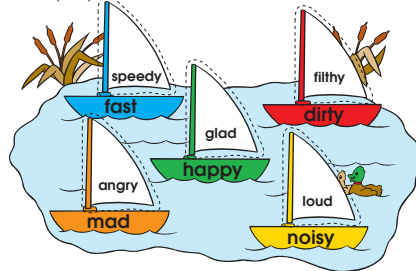 speedy
fast
filthy
dirty
glad
happy
angry
mad
loud
noisy